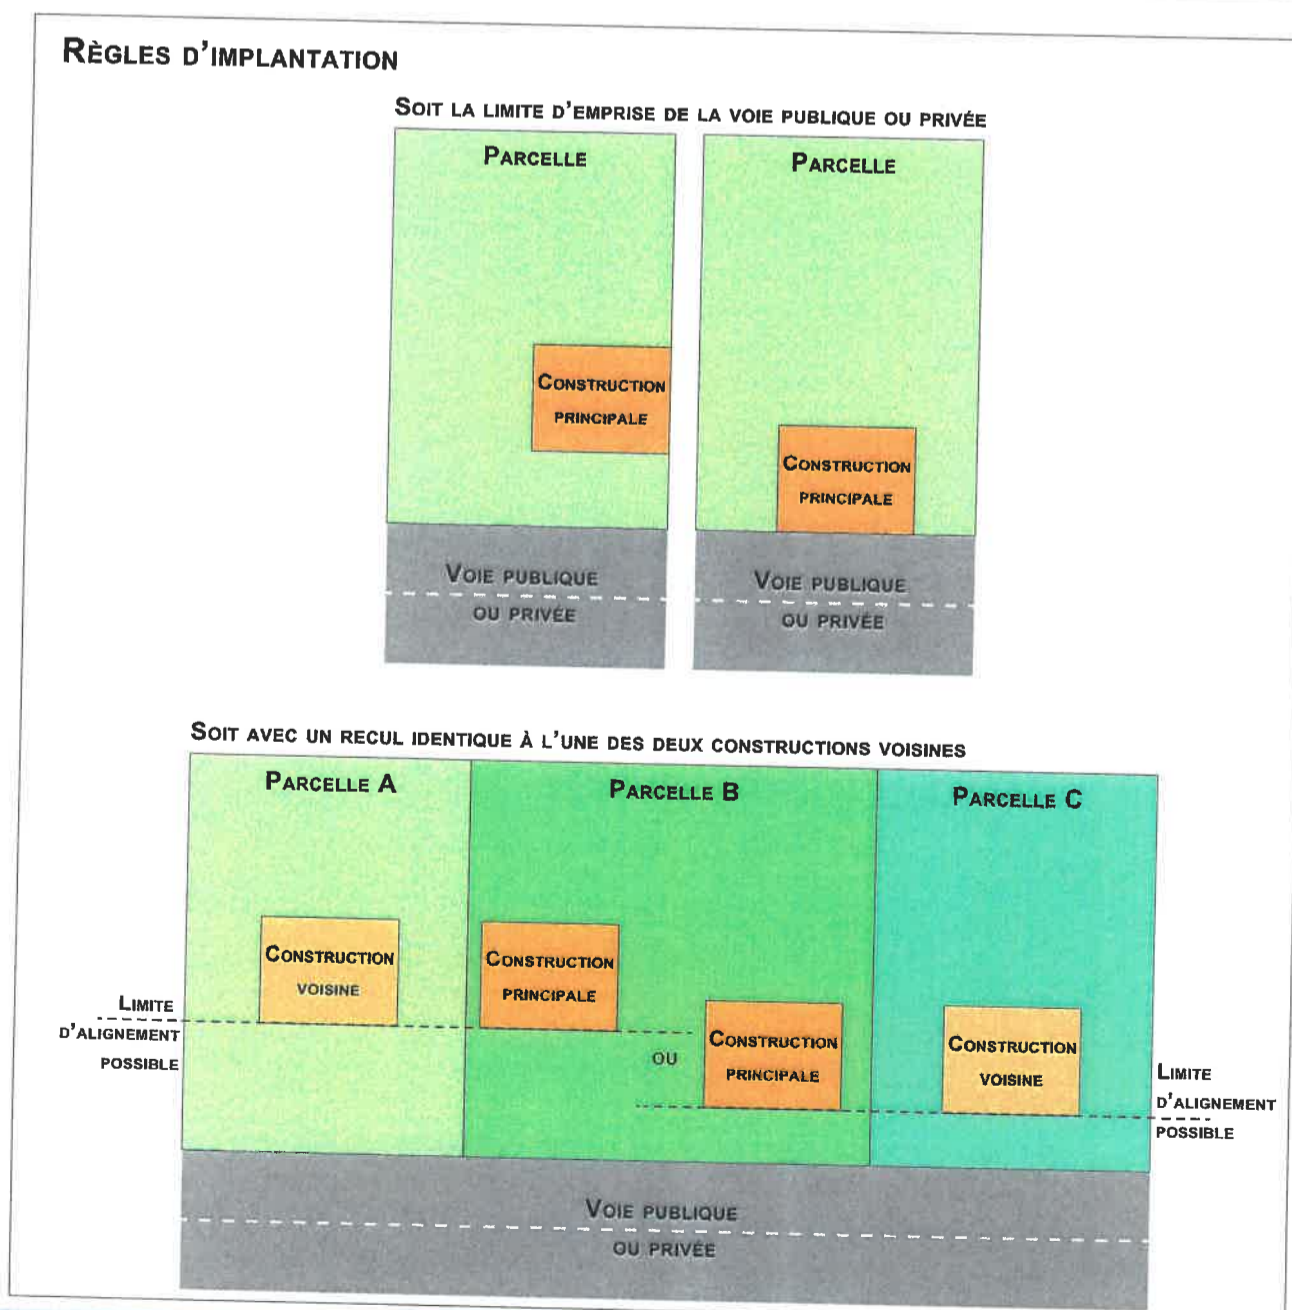 RÈGLES D'IMPLANTATION
SOIT LA LIMITE D'EMPRISE DE LA VOIE PUBLIQUE OU PRIVÉE
PARCELLE
CONSTRUCTION
PRINCIPALE
VOIE PUBLIQUE
OU PRIVÉE
PARCELLE
CONSTRUCTION
PRINCIPALE
VOIE PUBLIQUE
OU PRIVÉE
SOIT AVEC UN RECUL IDENTIQUE À L'UNE DES DEUX CONSTRUCTIONS VOISINES
PARCELLE A
PARCELLE B
PARCELLE C
CONSTRUCTION
VOISINE
CONSTRUCTION
PRINCIPALE
OU
CONSTRUCTION
PRINCIPALE
CONSTRUCTION
VOISINE
LIMITE
D'ALIGNEMENT
POSSIBLE
LIMITE
D'ALIGNEMENT
POSSIBLE
VOIE PUBLIQUE
OU PRIVÉE